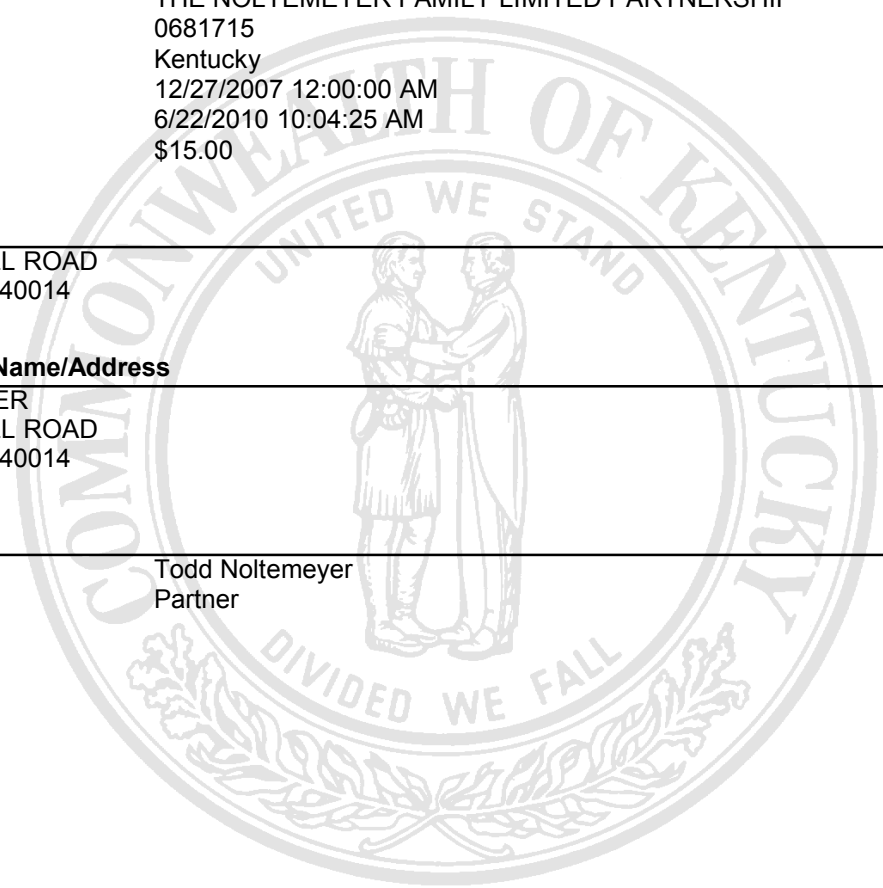 THE NOLTEMEYER FAMILY LIMITED PARTNERSHIP
0681715
Kentucky
12/27/2007 12:00:00 AM
6/22/2010 10:04:25 AM
$15.00
COMMONWEALTH OF KENTUCKY
UNITED WE STAND
L ROAD
40014
Name/Address
ER
L ROAD
40014
Todd Noltemeyer
Partner
DIVIDED WE FALL